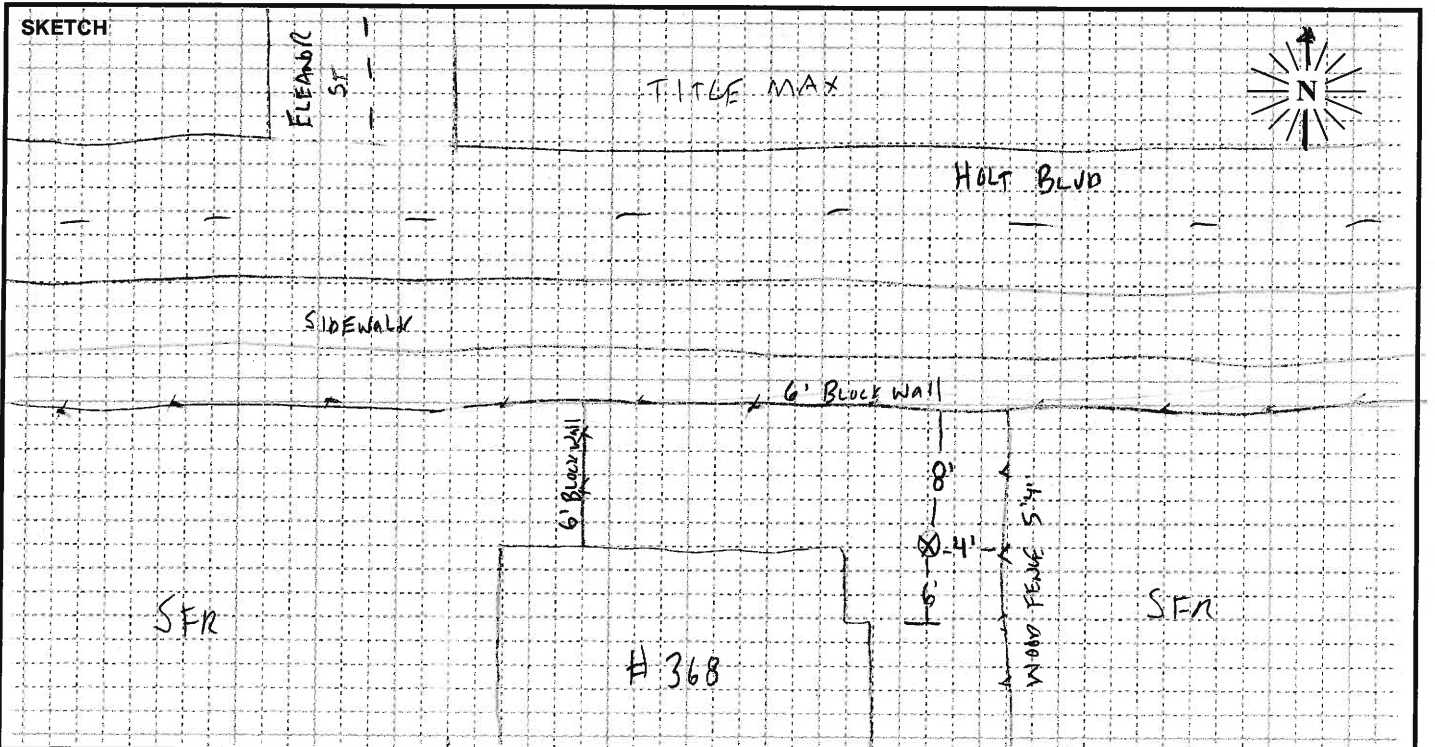 SKETCH
ELEANOR
ST
TITLE MAX
N
HOLT BLVD
SIDEWALK
6' BLOCK WALL
6' BLOCK WALL
8'
4'
6'
WOOD FENCE 5'4"
SFR
SFR
# 368